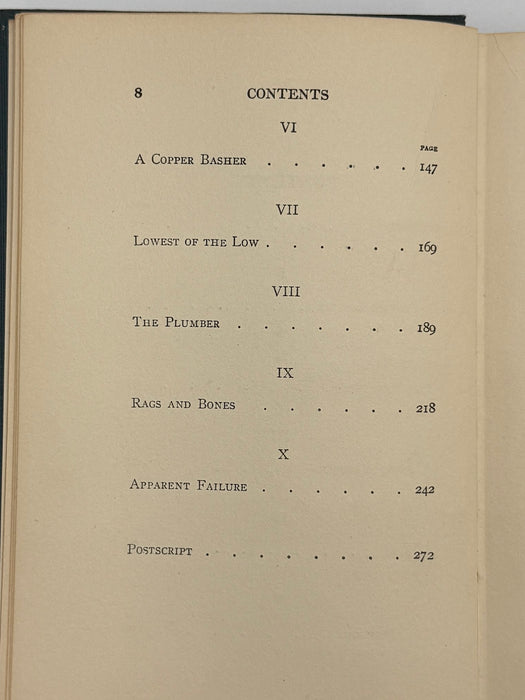 8 CONTENTS
VI
PAGE
A Copper Basher . . . . . . 147
VII
Lowest of the Low . . . . . . 169
VIII
The Plumber . . . . . . . 189
IX
Rags and Bones . . . . . . 218
X
Apparent Failure . . . . . . 242
Postscript . . . . . . . . 272